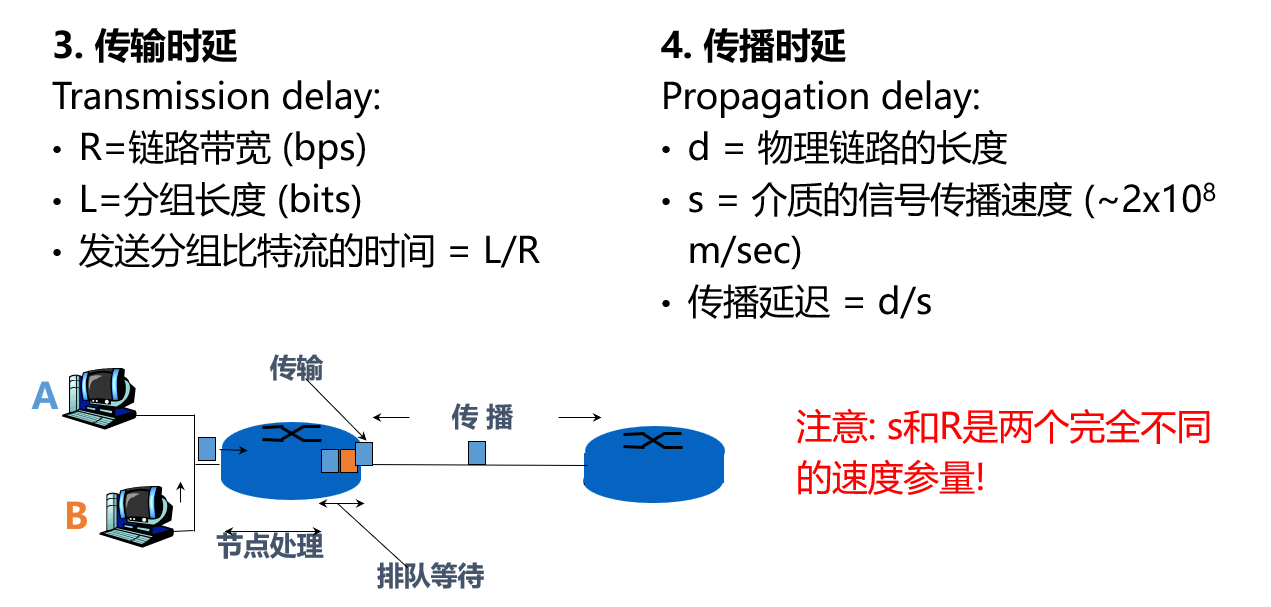 3. 传输时延
Transmission delay:
• R=链路带宽 (bps)
• L=分组长度 (bits)
• 发送分组比特流的时间 = L/R
4. 传播时延
Propagation delay:
• d = 物理链路的长度
• s = 介质的信号传播速度 (~2x10⁸
m/sec)
• 传播延迟 = d/s
传输
A
传 播
B
节点处理
排队等待
注意: s和R是两个完全不同
的速度参量!